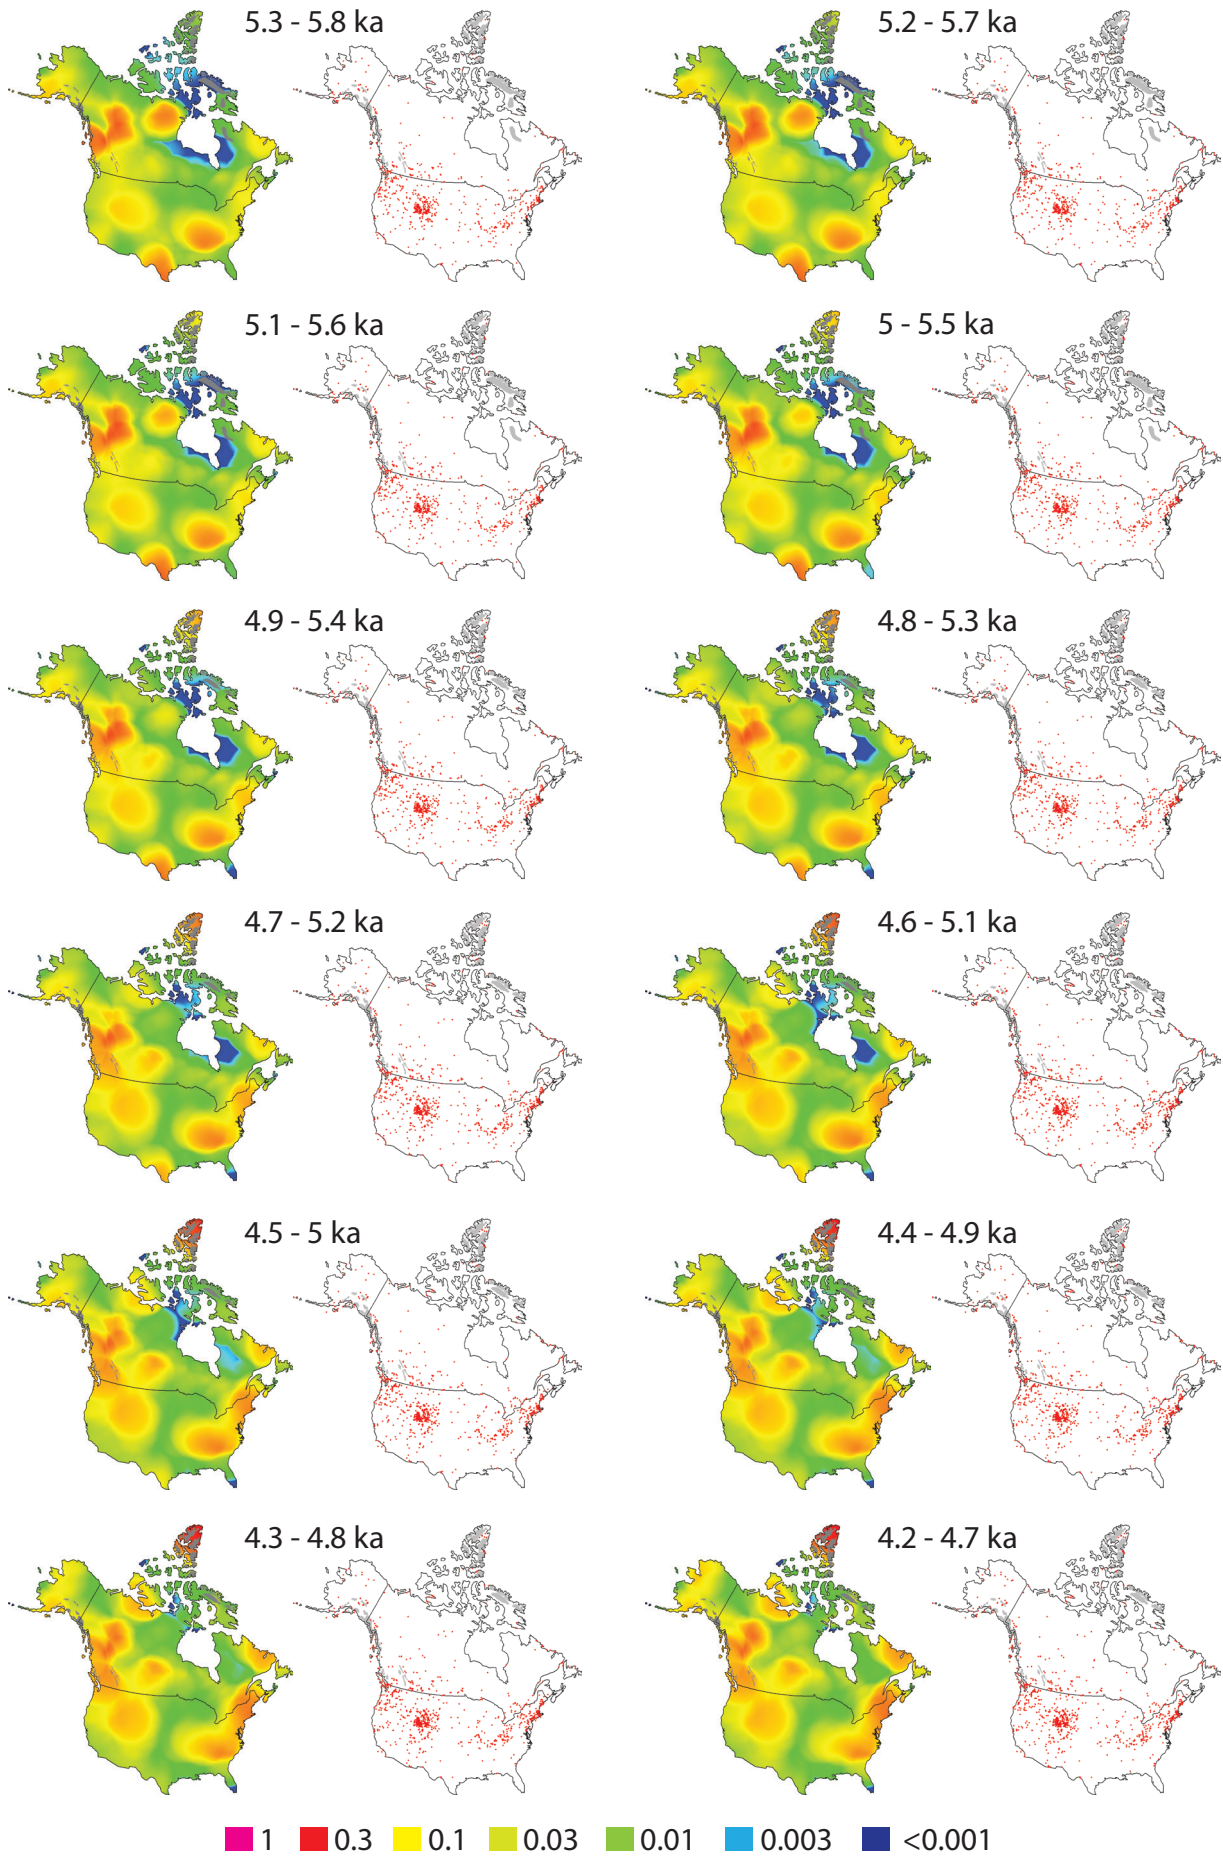 5.3 - 5.8 ka
5.2 - 5.7 ka
5.1 - 5.6 ka
5 - 5.5 ka
4.9 - 5.4 ka
4.8 - 5.3 ka
4.7 - 5.2 ka
4.6 - 5.1 ka
4.5 - 5 ka
4.4 - 4.9 ka
4.3 - 4.8 ka
4.2 - 4.7 ka
1 0.3 0.1 0.03 0.01 0.003 <0.001